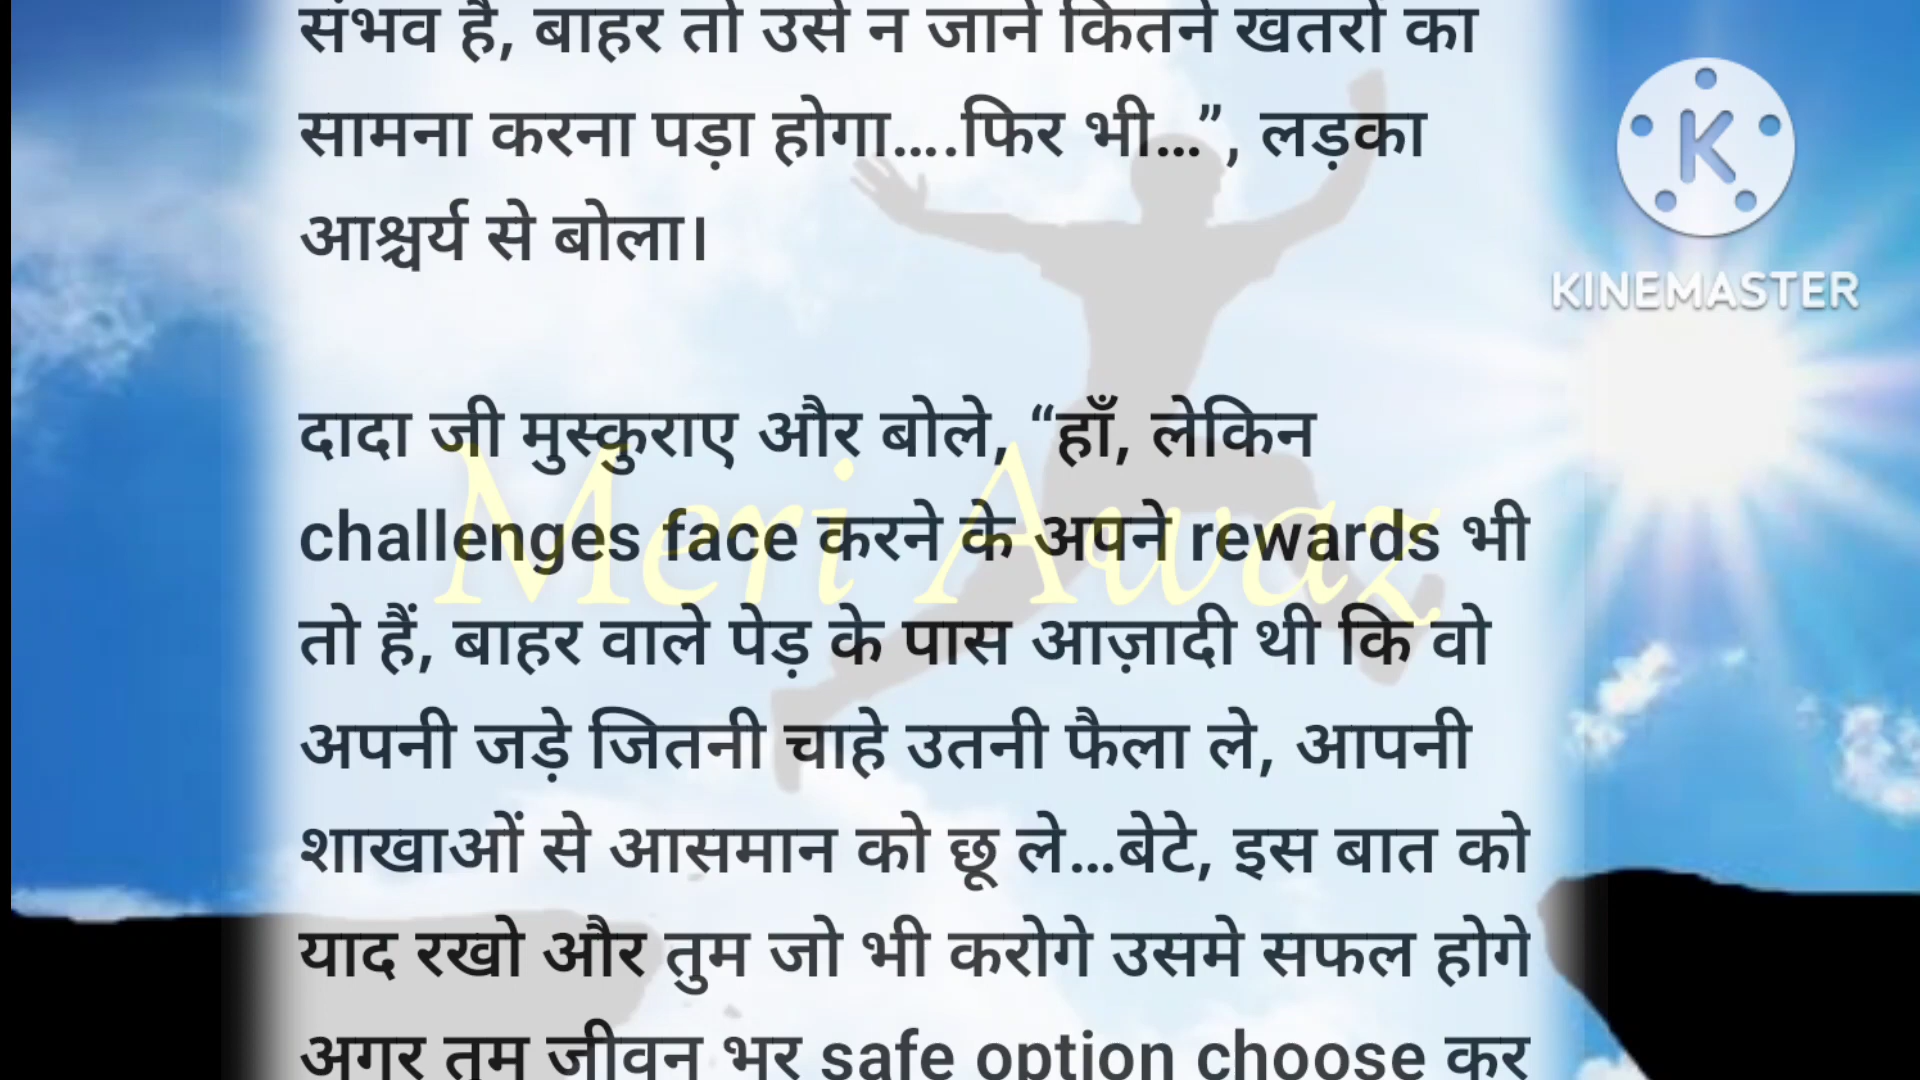 संभव है, बाहर तो उसे न जाने कितने खतरों का
सामना करना पड़ा होगा....फिर भी...”, लड़का
आश्चर्य से बोला।
दादा जी मुस्कुराए और बोले, “हाँ, लेकिन
challenges face करने के अपने rewards भी
तो हैं, बाहर वाले पेड़ के पास आज़ादी थी कि वो
अपनी जड़े जितनी चाहे उतनी फैला ले, आपनी
शाखाओं से आसमान को छू ले...बेटे, इस बात को
याद रखो और तुम जो भी करोगे उसमे सफल होगे
अगर तुम जीवन भर safe option choose कर
Meri Awaz
K
KINEMASTER